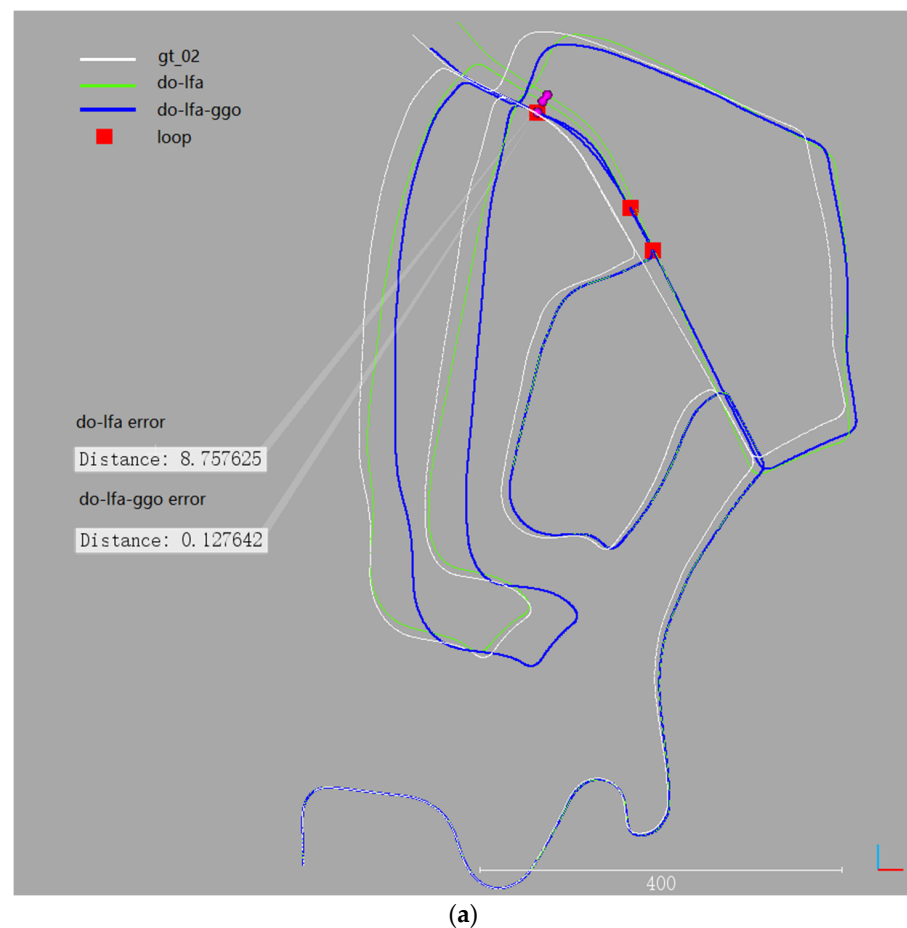 gt_02
do-lfa
do-lfa-ggo
loop
do-lfa error
Distance: 8.757625
do-lfa-ggo error
Distance: 0.127642
400
(a)